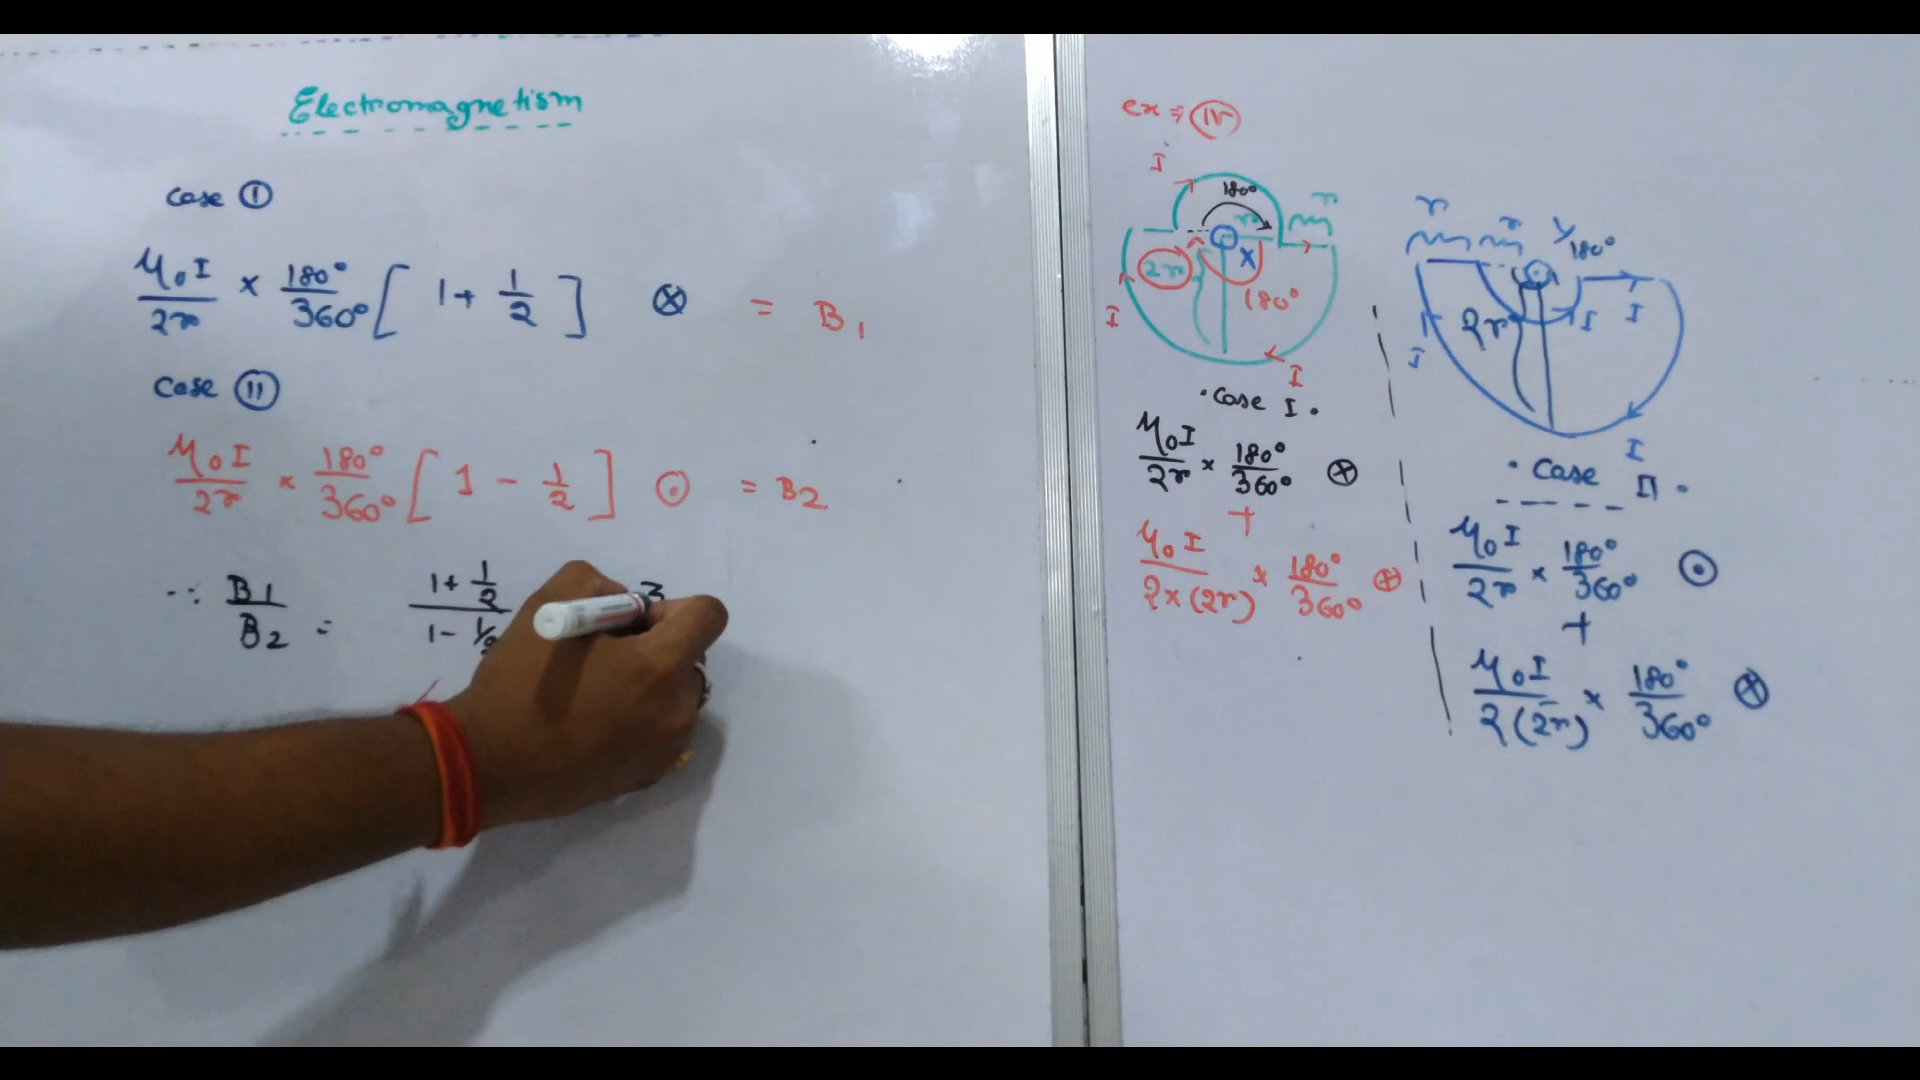 Electromagnetism
Case I
μ₀I/2r × 180°/360° [ 1 + 1/2 ] ⊗ = B₁
Case II
μ₀I/2r × 180°/360° [ 1 - 1/2 ] ⊙ = B₂
∴ B₁/B₂ = 1 + 1/2 / 1 - 1/2 3
ex ⇒ IV
I
180°
r
r
2r
X
180°
I
I
· Case I ·
μ₀I/2r × 180°/360° ⊗
+
μ₀I/2×(2r) × 180°/360° ⊗
r
r
Y
180°
2r
I
I
I
I
· Case II ·
μ₀I/2r × 180°/360° ⊙
+
μ₀I/2(2r) × 180°/360° ⊗